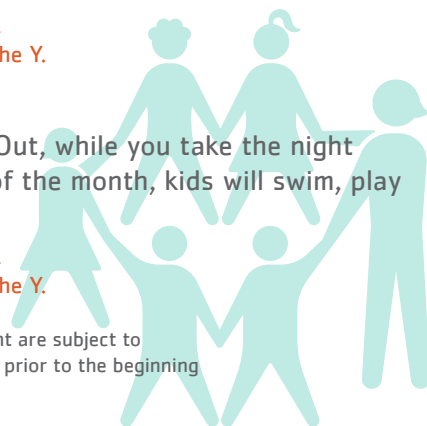 he Y.
Out, while you take the night
of the month, kids will swim, play
he Y.
nt are subject to
prior to the beginning